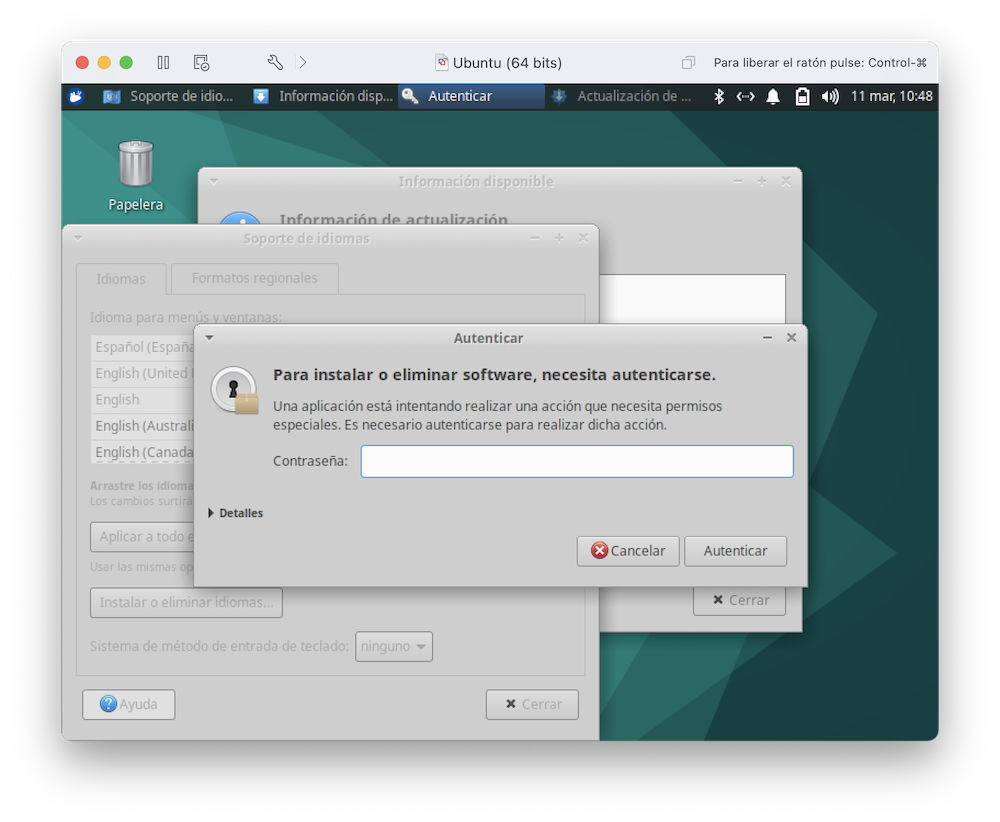 Ubuntu (64 bits)
Para liberar el ratón pulse: Control-⌘
Soporte de idio...
Información disp...
Autenticar
Actualización de ...
11 mar, 10:48
Papelera
Información disponible
Información de actualización
Soporte de idiomas
Idiomas
Formatos regionales
Idioma para menús y ventanas:
Español (España
English (United
English
English (Australi
English (Canada
Arrastre los idioma
Los cambios surtirá
Aplicar a todo e
Usar las mismas op
Instalar o eliminar idiomas...
Sistema de método de entrada de teclado:
ninguno
Ayuda
Cerrar
Autenticar
Para instalar o eliminar software, necesita autenticarse.
Una aplicación está intentando realizar una acción que necesita permisos
especiales. Es necesario autenticarse para realizar dicha acción.
Contraseña:
Detalles
Cancelar
Autenticar
Cerrar